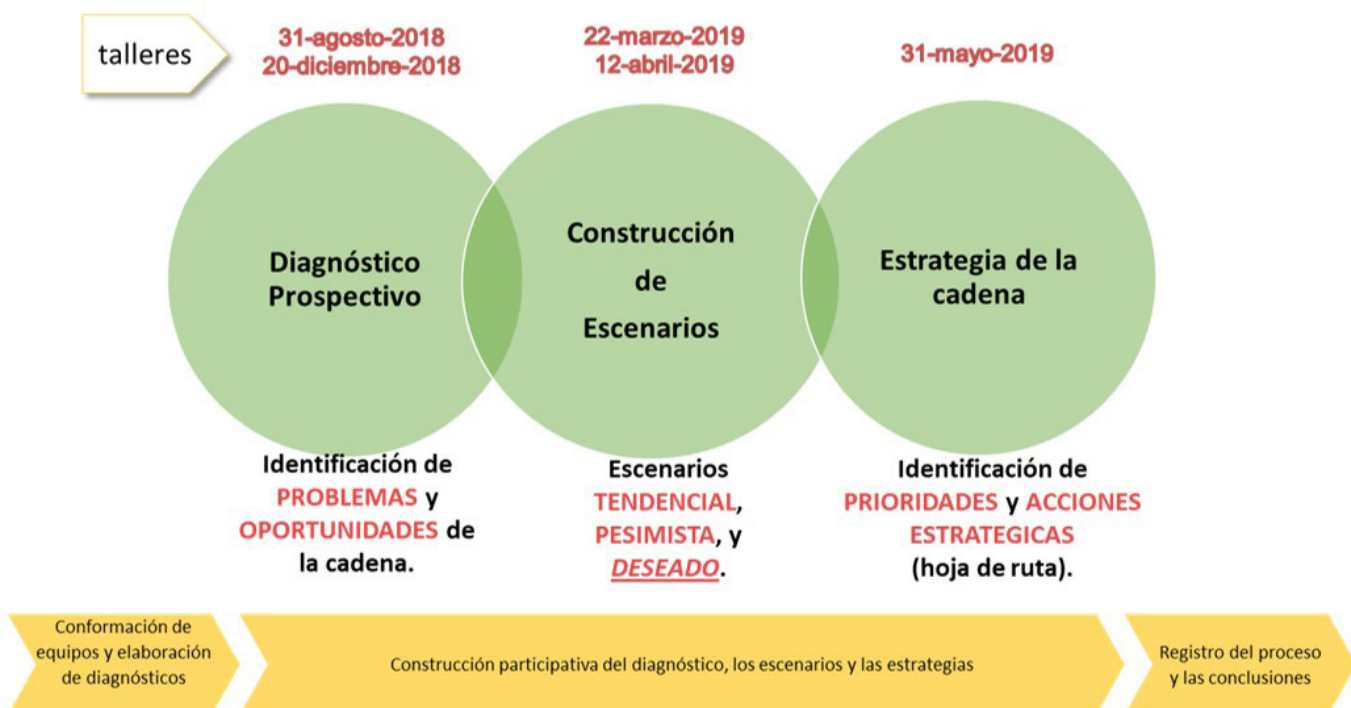 talleres
31-agosto-2018
20-diciembre-2018
22-marzo-2019
12-abril-2019
31-mayo-2019
Diagnóstico
Prospectivo
Construcción
de
Escenarios
Estrategia de la
cadena
Identificación de
PROBLEMAS y
OPORTUNIDADES de
la cadena.
Escenarios
TENDENCIAL,
PESIMISTA, y
DESEADO.
Identificación de
PRIORIDADES y ACCIONES
ESTRATEGICAS
(hoja de ruta).
Conformación de
equipos y elaboración
de diagnósticos
Construcción participativa del diagnóstico, los escenarios y las estrategias
Registro del proceso
y las conclusiones